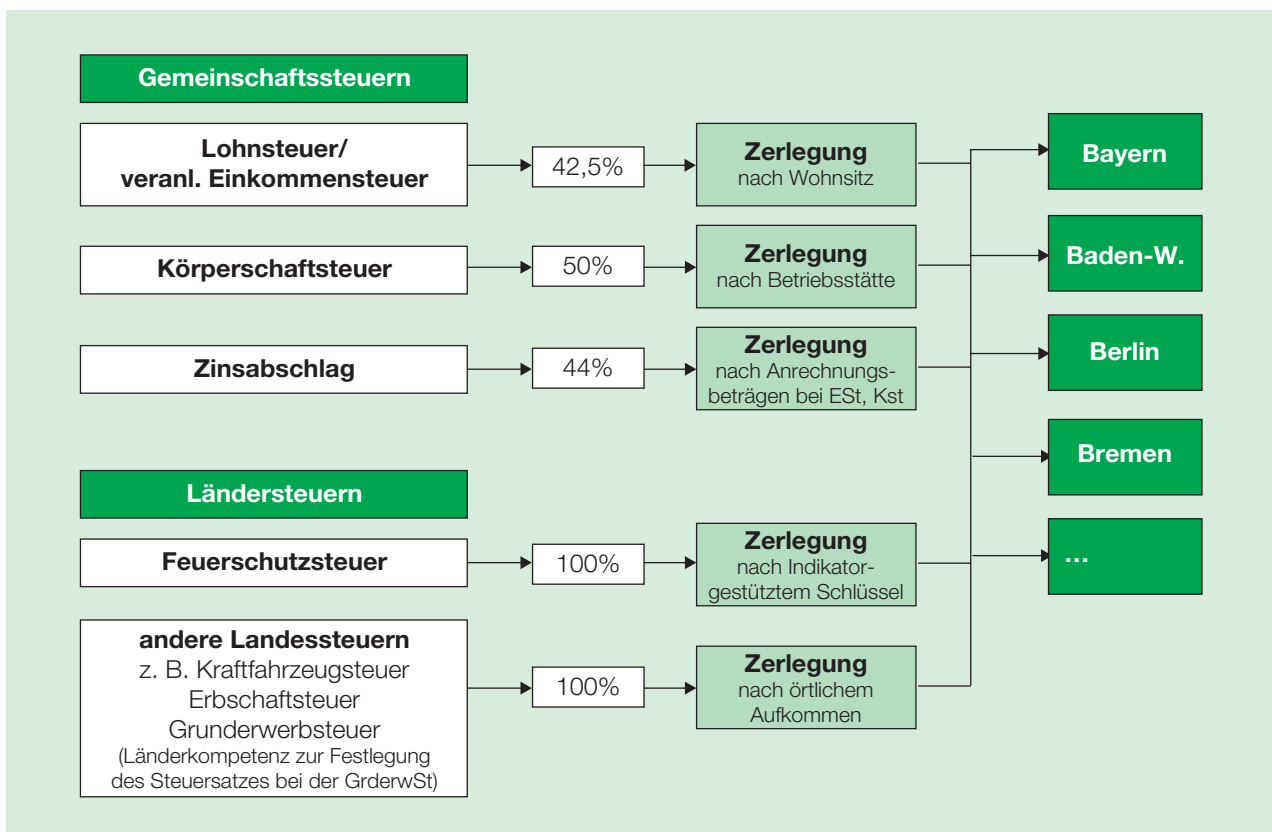 Gemeinschaftssteuern
Lohnsteuer/
veranl. Einkommensteuer
42,5%
Zerlegung
nach Wohnsitz
Körperschaftsteuer
50%
Zerlegung
nach Betriebsstätte
Zinsabschlag
44%
Zerlegung
nach Anrechnungs-
beträgen bei ESt, Kst
Ländersteuern
Feuerschutzsteuer
100%
Zerlegung
nach Indikator-
gestütztem Schlüssel
andere Landessteuern
z. B. Kraftfahrzeugsteuer
Erbschaftsteuer
Grunderwerbsteuer
(Länderkompetenz zur Festlegung
des Steuersatzes bei der GrderwSt)
100%
Zerlegung
nach örtlichem
Aufkommen
Bayern
Baden-W.
Berlin
Bremen
...